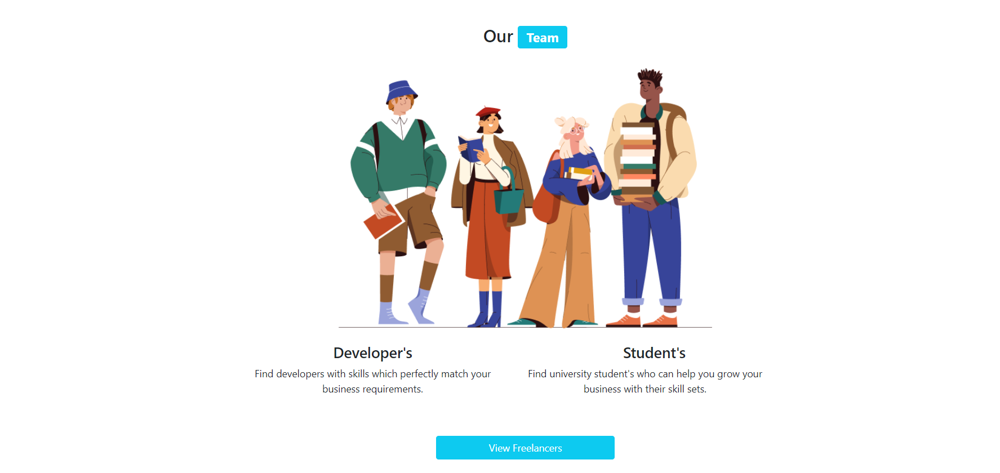 Our Team
Developer's
Find developers with skills which perfectly match your
business requirements.
Student's
Find university student's who can help you grow your
business with their skill sets.
View Freelancers